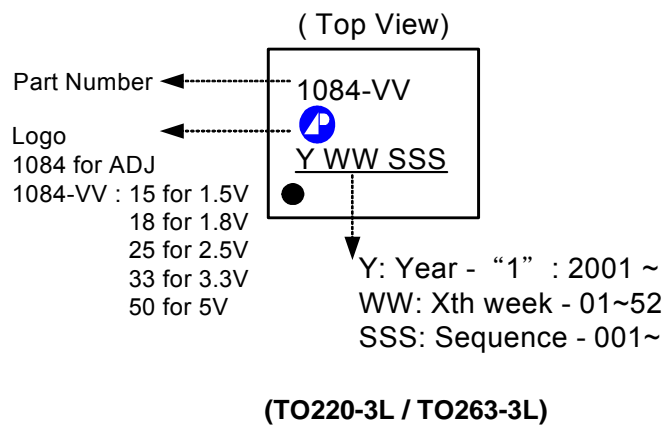 ( Top View)
Part Number
1084-VV
Logo
1084 for ADJ
Y WW SSS
1084-VV : 15 for 1.5V
18 for 1.8V
25 for 2.5V
33 for 3.3V
50 for 5V
Y: Year - “1” : 2001 ~
WW: Xth week - 01~52
SSS: Sequence - 001~
(TO220-3L / TO263-3L)